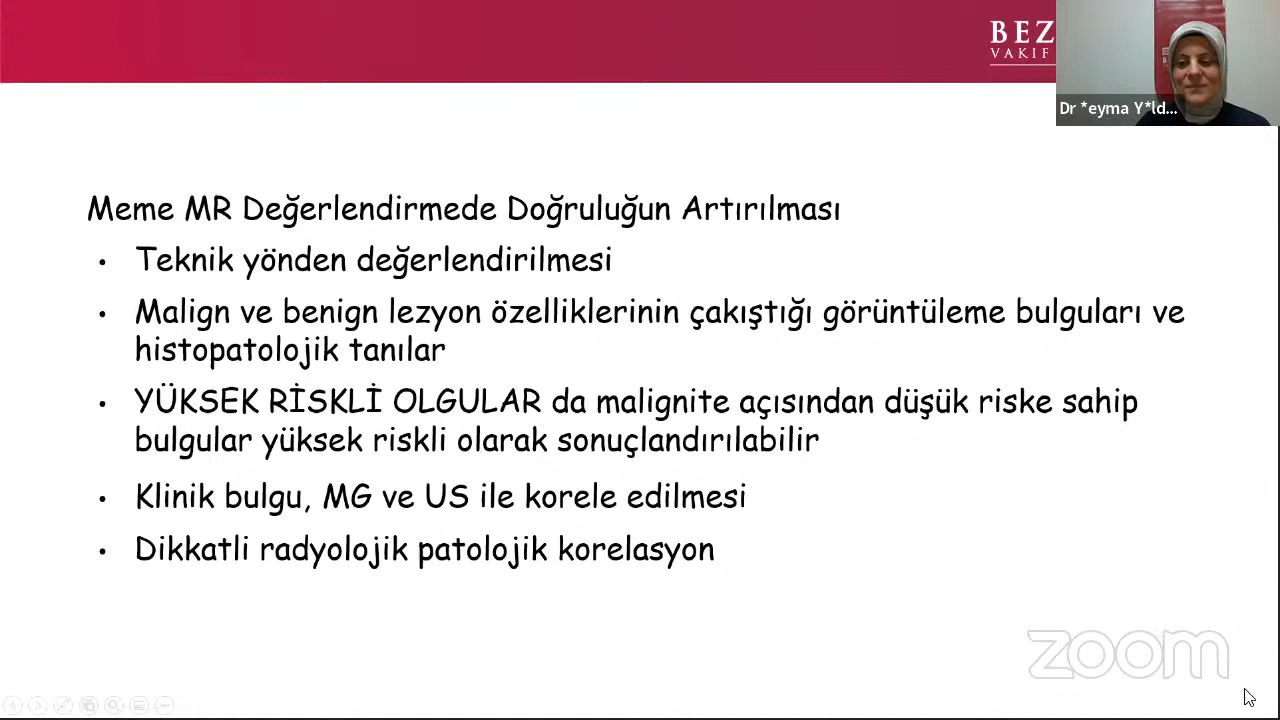 BEZ
VAKIF
Dr *eyma Y*ld...
Meme MR Değerlendirmede Doğruluğun Artırılması
• Teknik yönden değerlendirilmesi
• Malign ve benign lezyon özelliklerinin çakıştığı görüntüleme bulguları ve
histopatolojik tanılar
• YÜKSEK RİSKLİ OLGULAR da malignite açısından düşük riske sahip
bulgular yüksek riskli olarak sonuçlandırılabilir
• Klinik bulgu, MG ve US ile korele edilmesi
• Dikkatli radyolojik patolojik korelasyon
zoom